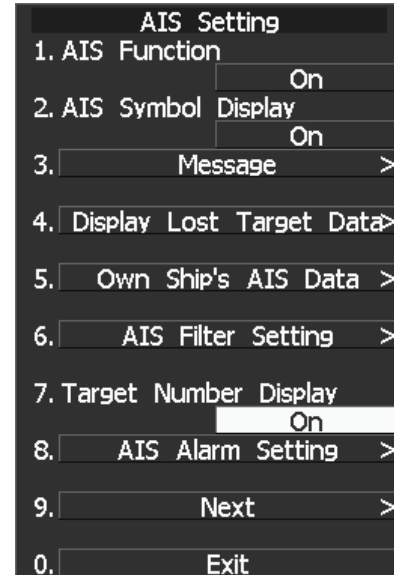 AIS Setting
1. AIS Function
On
2. AIS Symbol Display
On
3. Message >
4. Display Lost Target Data>
5. Own Ship's AIS Data >
6. AIS Filter Setting >
7. Target Number Display
On
8. AIS Alarm Setting >
9. Next >
0. Exit